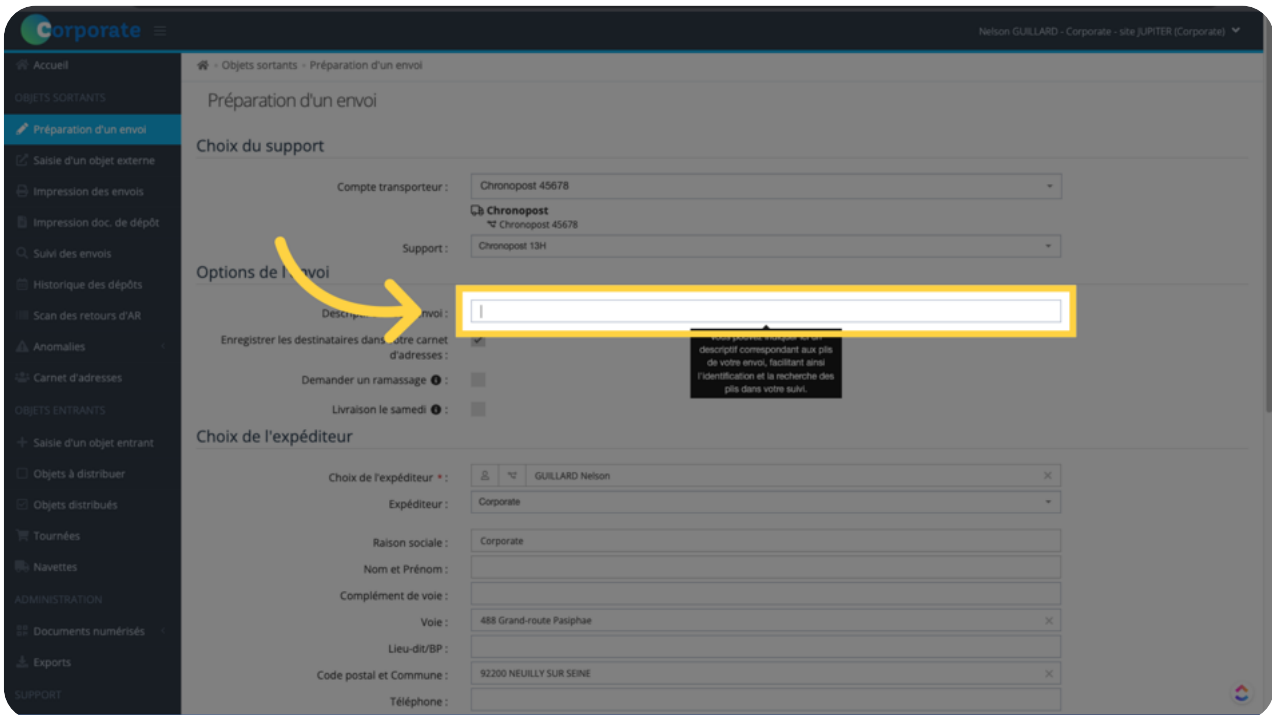 Corporate
Nelson GUILLARD - Corporate - site JUPITER (Corporate)
Accueil
OBJETS SORTANTS
Préparation d'un envoi
Saisie d'un objet externe
Impression des envois
Impression doc. de dépôt
Suivi des envois
Historique des dépôts
Scan des retours d'AR
Anomalies
Carnet d'adresses
OBJETS ENTRANTS
Saisie d'un objet entrant
Objets à distribuer
Objets distribués
Tournées
Navettes
ADMINISTRATION
Documents numérisés
Exports
SUPPORT
Objets sortants - Préparation d'un envoi
Préparation d'un envoi
Choix du support
Compte transporteur : Chronopost 45678
Chronopost
Chronopost 45678
Support : Chronopost 13H
Options de l'envoi
envoi :
Vous pouvez indiquer ici un
descriptif correspondant aux plis
de votre envoi, facilitant ainsi
l'identification et la recherche des
plis dans votre suivi.
Enregistrer les destinataires dans votre carnet
d'adresses :
Demander un ramassage :
Livraison le samedi :
Choix de l'expéditeur
Choix de l'expéditeur * : GUILLARD Nelson
Expéditeur : Corporate
Raison sociale : Corporate
Nom et Prénom :
Complément de voie :
Voie : 488 Grand-route Pasiphae
Lieu-dit/BP :
Code postal et Commune : 92200 NEUILLY SUR SEINE
Téléphone :